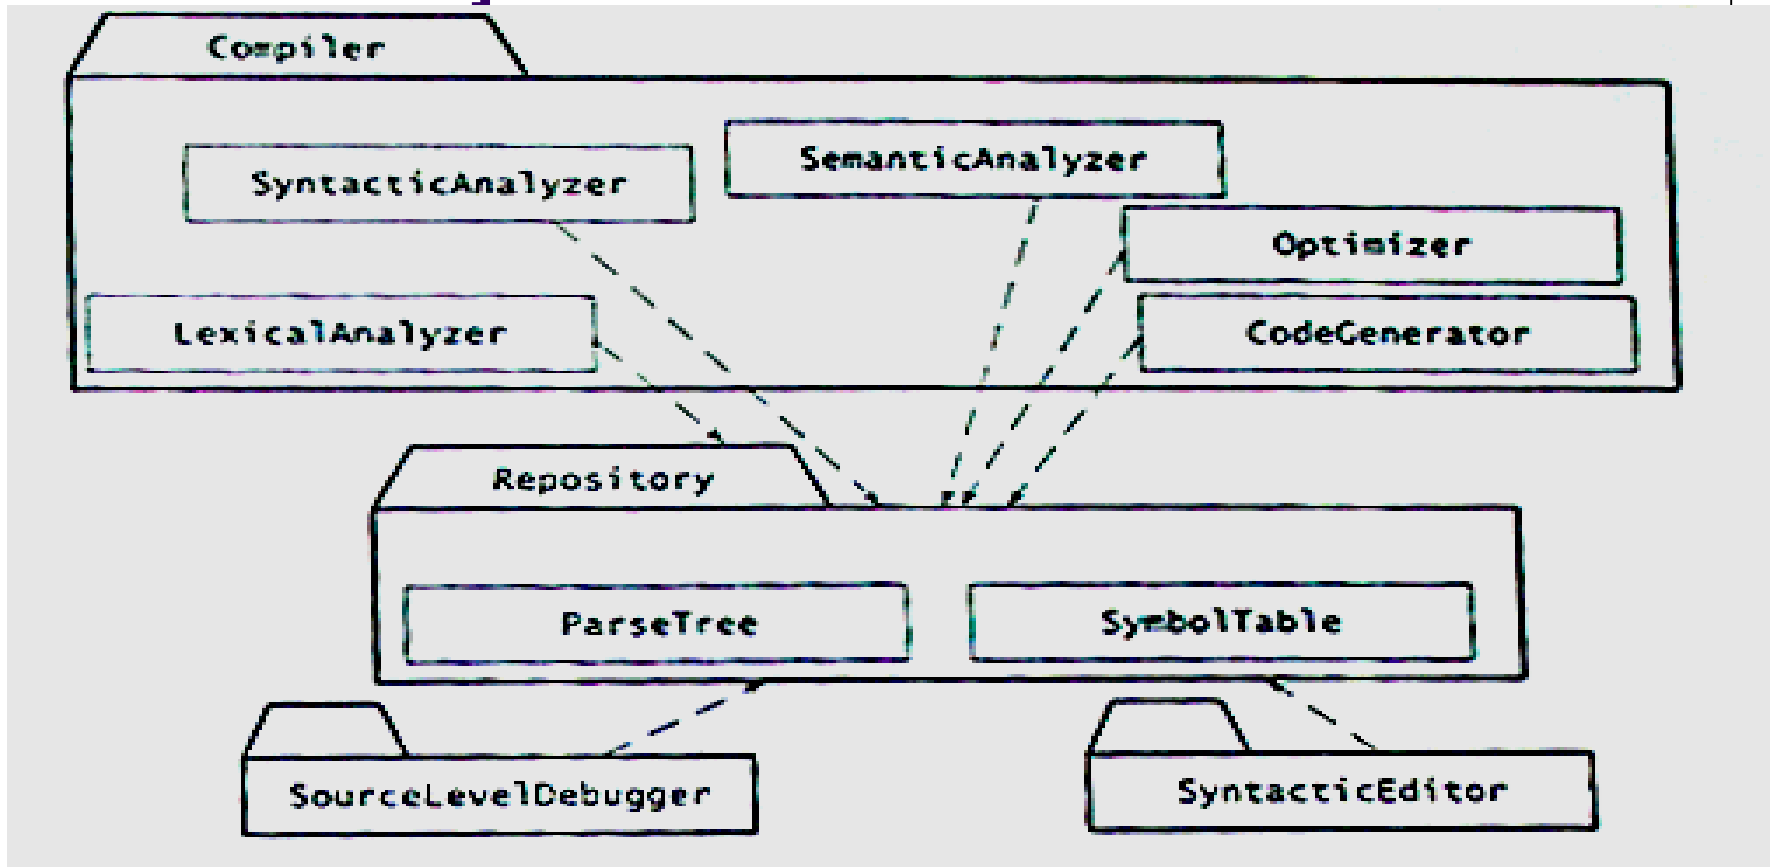 Compiler
SyntacticAnalyzer
SemanticAnalyzer
Optimizer
LexicalAnalyzer
CodeGenerator
Repository
ParseTree
SymbolTable
SourceLevelDebugger
SyntacticEditor